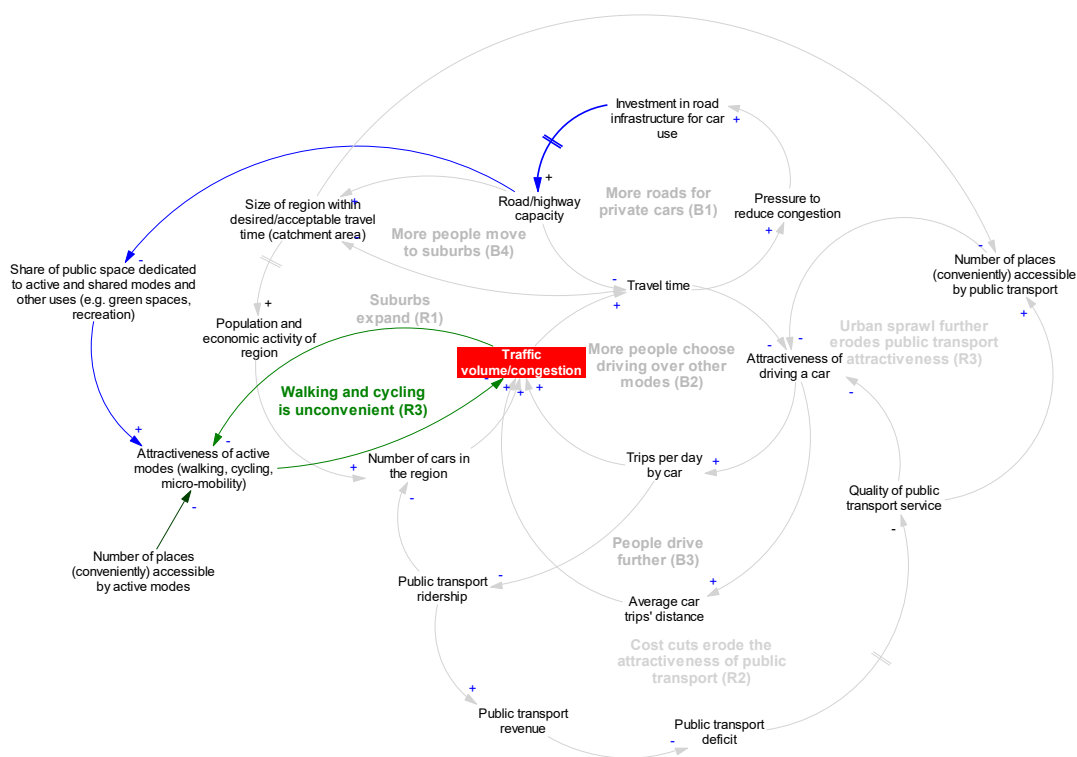 Investment in road
infrastructure for car
use
+
+
Size of region within
desired/acceptable travel
time (catchment area)
+
-
Road/highway
capacity
More roads for
private cars (B1)
Pressure to
reduce congestion
+
More people move
to suburbs (B4)
-
Number of places
(conveniently) accessible
by public transport
+
-
Share of public space dedicated
to active and shared modes and
other uses (e.g. green spaces,
recreation)
-
Travel time
+
Suburbs
expand (R1)
+
Population and
economic activity of
region
Urban sprawl further
erodes public transport
attractiveness (R3)
Traffic
volume/congestion
-
+
+
+
More people choose
driving over other
modes (B2)
-
-
Attractiveness of
driving a car
-
Walking and cycling
is unconvenient (R3)
+
-
Attractiveness of active
modes (walking, cycling,
micro-mobility)
-
+
Number of cars in
the region
-
Trips per day
by car
+
Quality of public
transport service
-
People drive
further (B3)
Number of places
(conveniently) accessible
by active modes
Public transport
ridership
-
+
Average car
trips' distance
Cost cuts erode the
attractiveness of public
transport (R2)
+
Public transport
revenue
-
Public transport
deficit